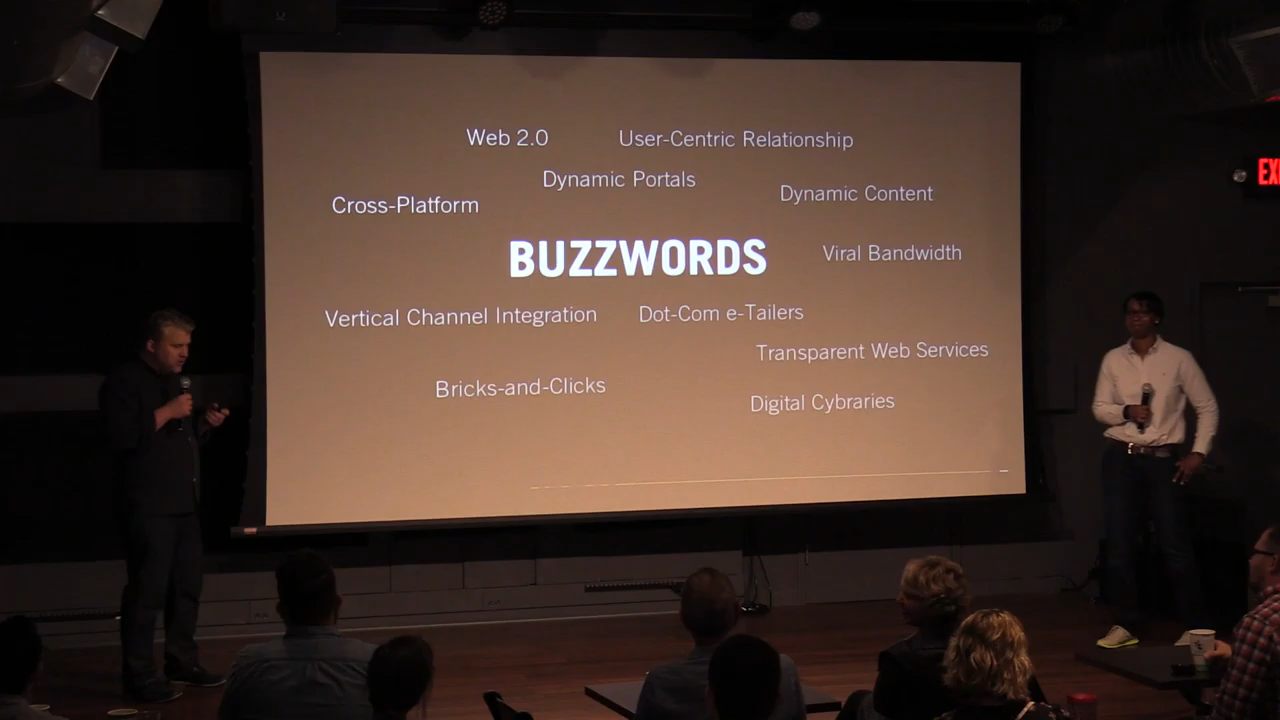 Web 2.0
User-Centric Relationship
Dynamic Portals
Dynamic Content
Cross-Platform
BUZZWORDS
Viral Bandwidth
Vertical Channel Integration
Dot-Com e-Tailers
Transparent Web Services
Bricks-and-Clicks
Digital Cybraries